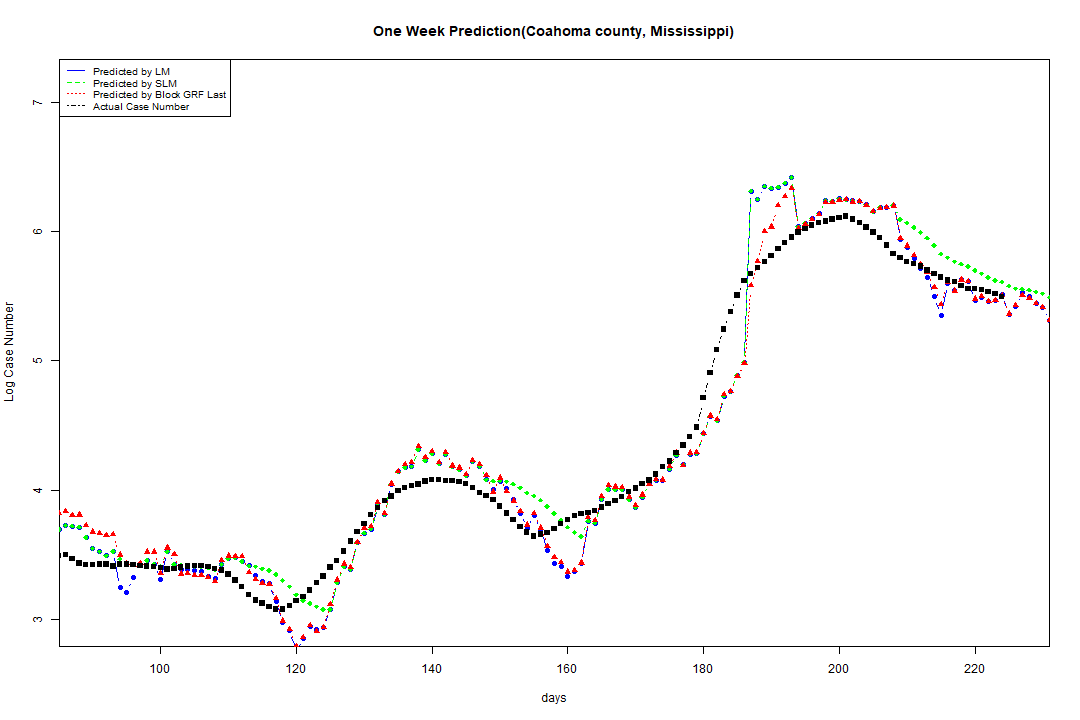 One Week Prediction(Coahoma county, Mississippi)
Predicted by LM
Predicted by SLM
Predicted by Block GRF Last
Actual Case Number
7
6
5
4
3
Log Case Number
100 120 140 160 180 200 220
days